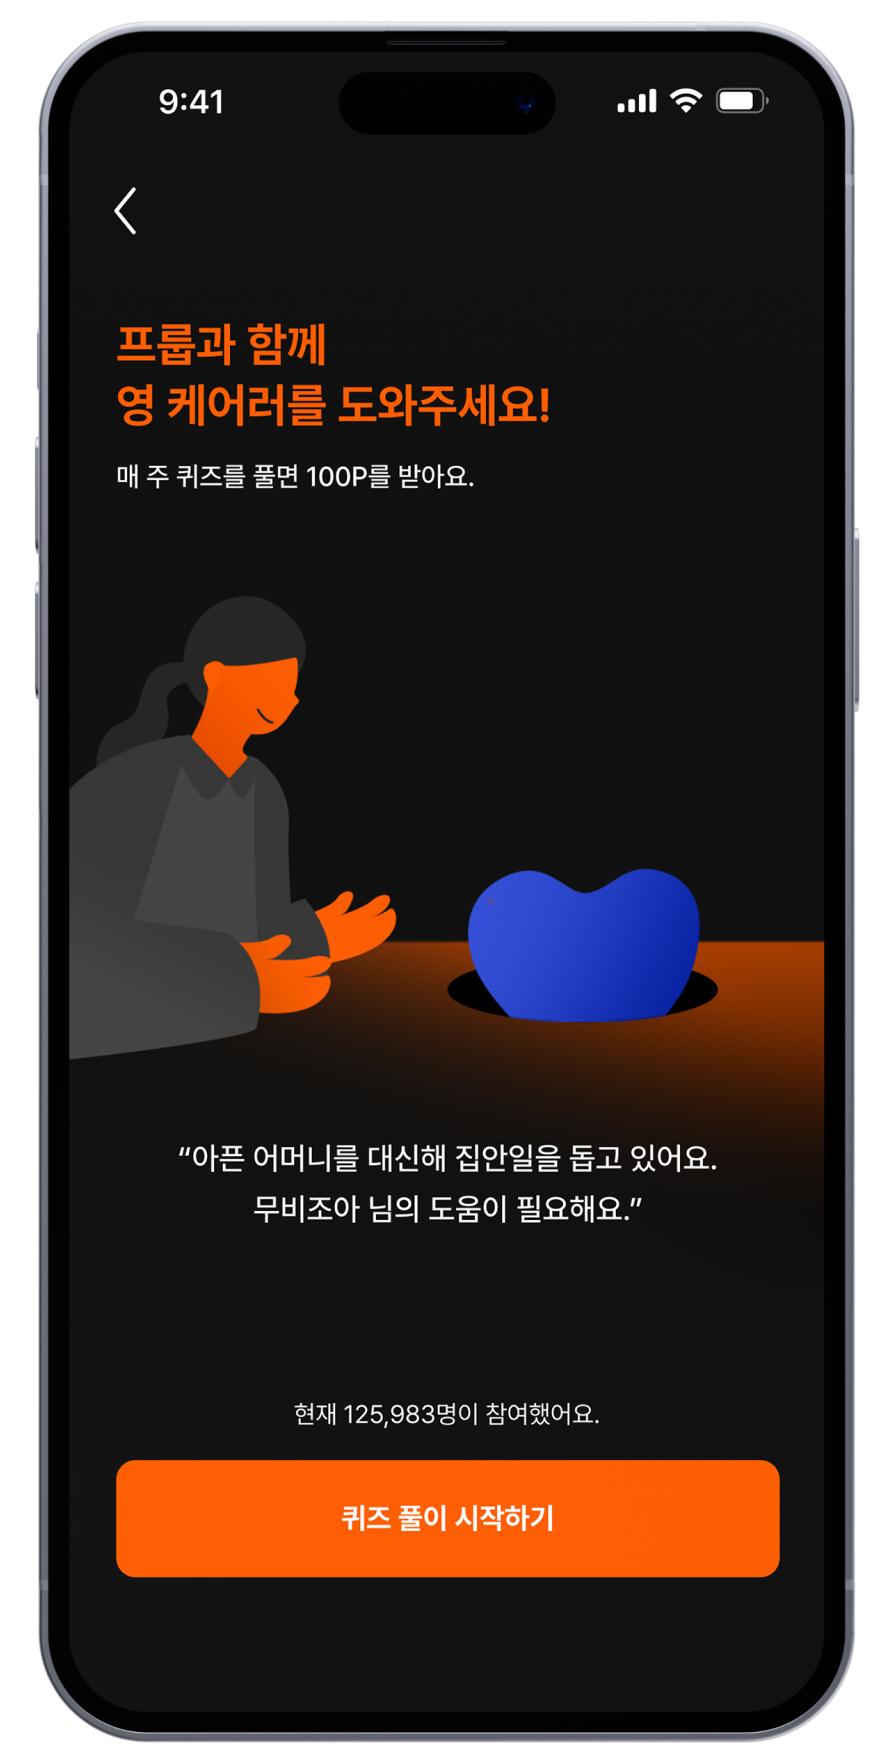 9:41
프룹과 함께
영 케어러를 도와주세요!
매 주 퀴즈를 풀면 100P를 받아요.
“아픈 어머니를 대신해 집안일을 돕고 있어요.
무비조아 님의 도움이 필요해요.”
현재 125,983명이 참여했어요.
퀴즈 풀이 시작하기